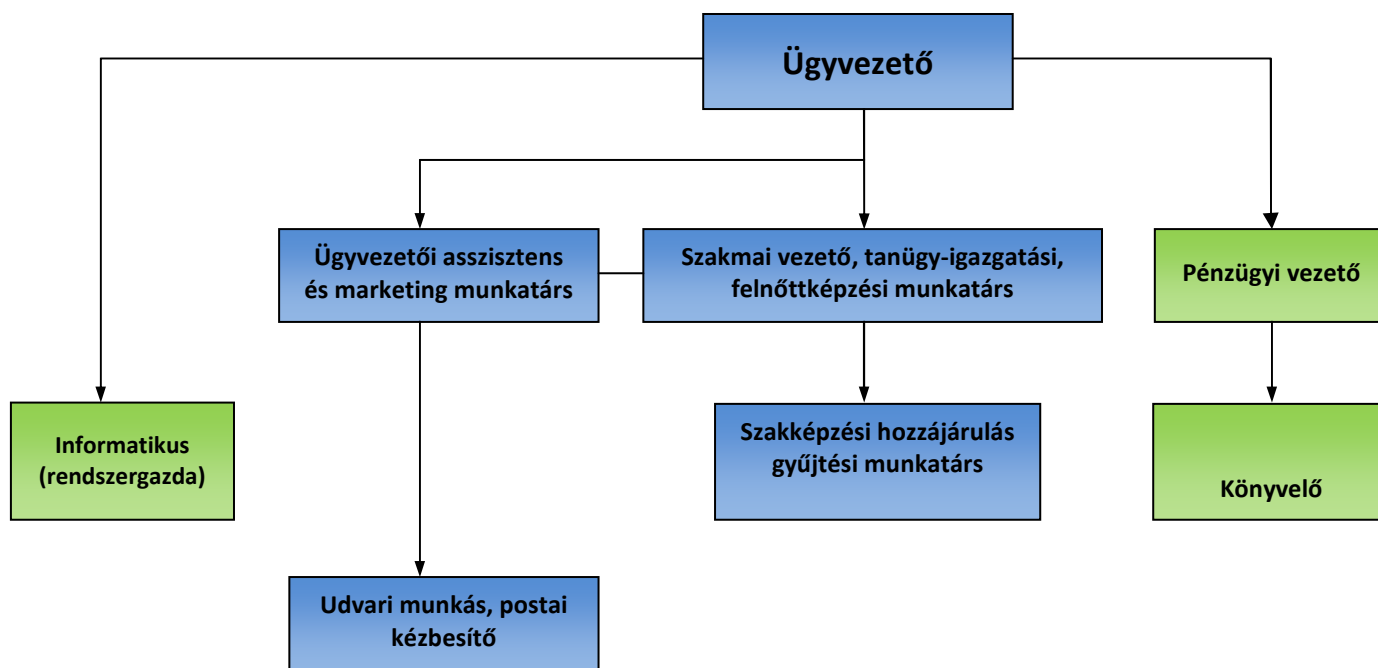 Ügyvezető
Ügyvezetői asszisztens
és marketing munkatárs
Szakmai vezető, tanügy-igazgatási,
felnőttképzési munkatárs
Pénzügyi vezető
Informatikus
(rendszergazda)
Szakképzési hozzájárulás
gyűjtési munkatárs
Könyvelő
Udvari munkás, postai
kézbesítő